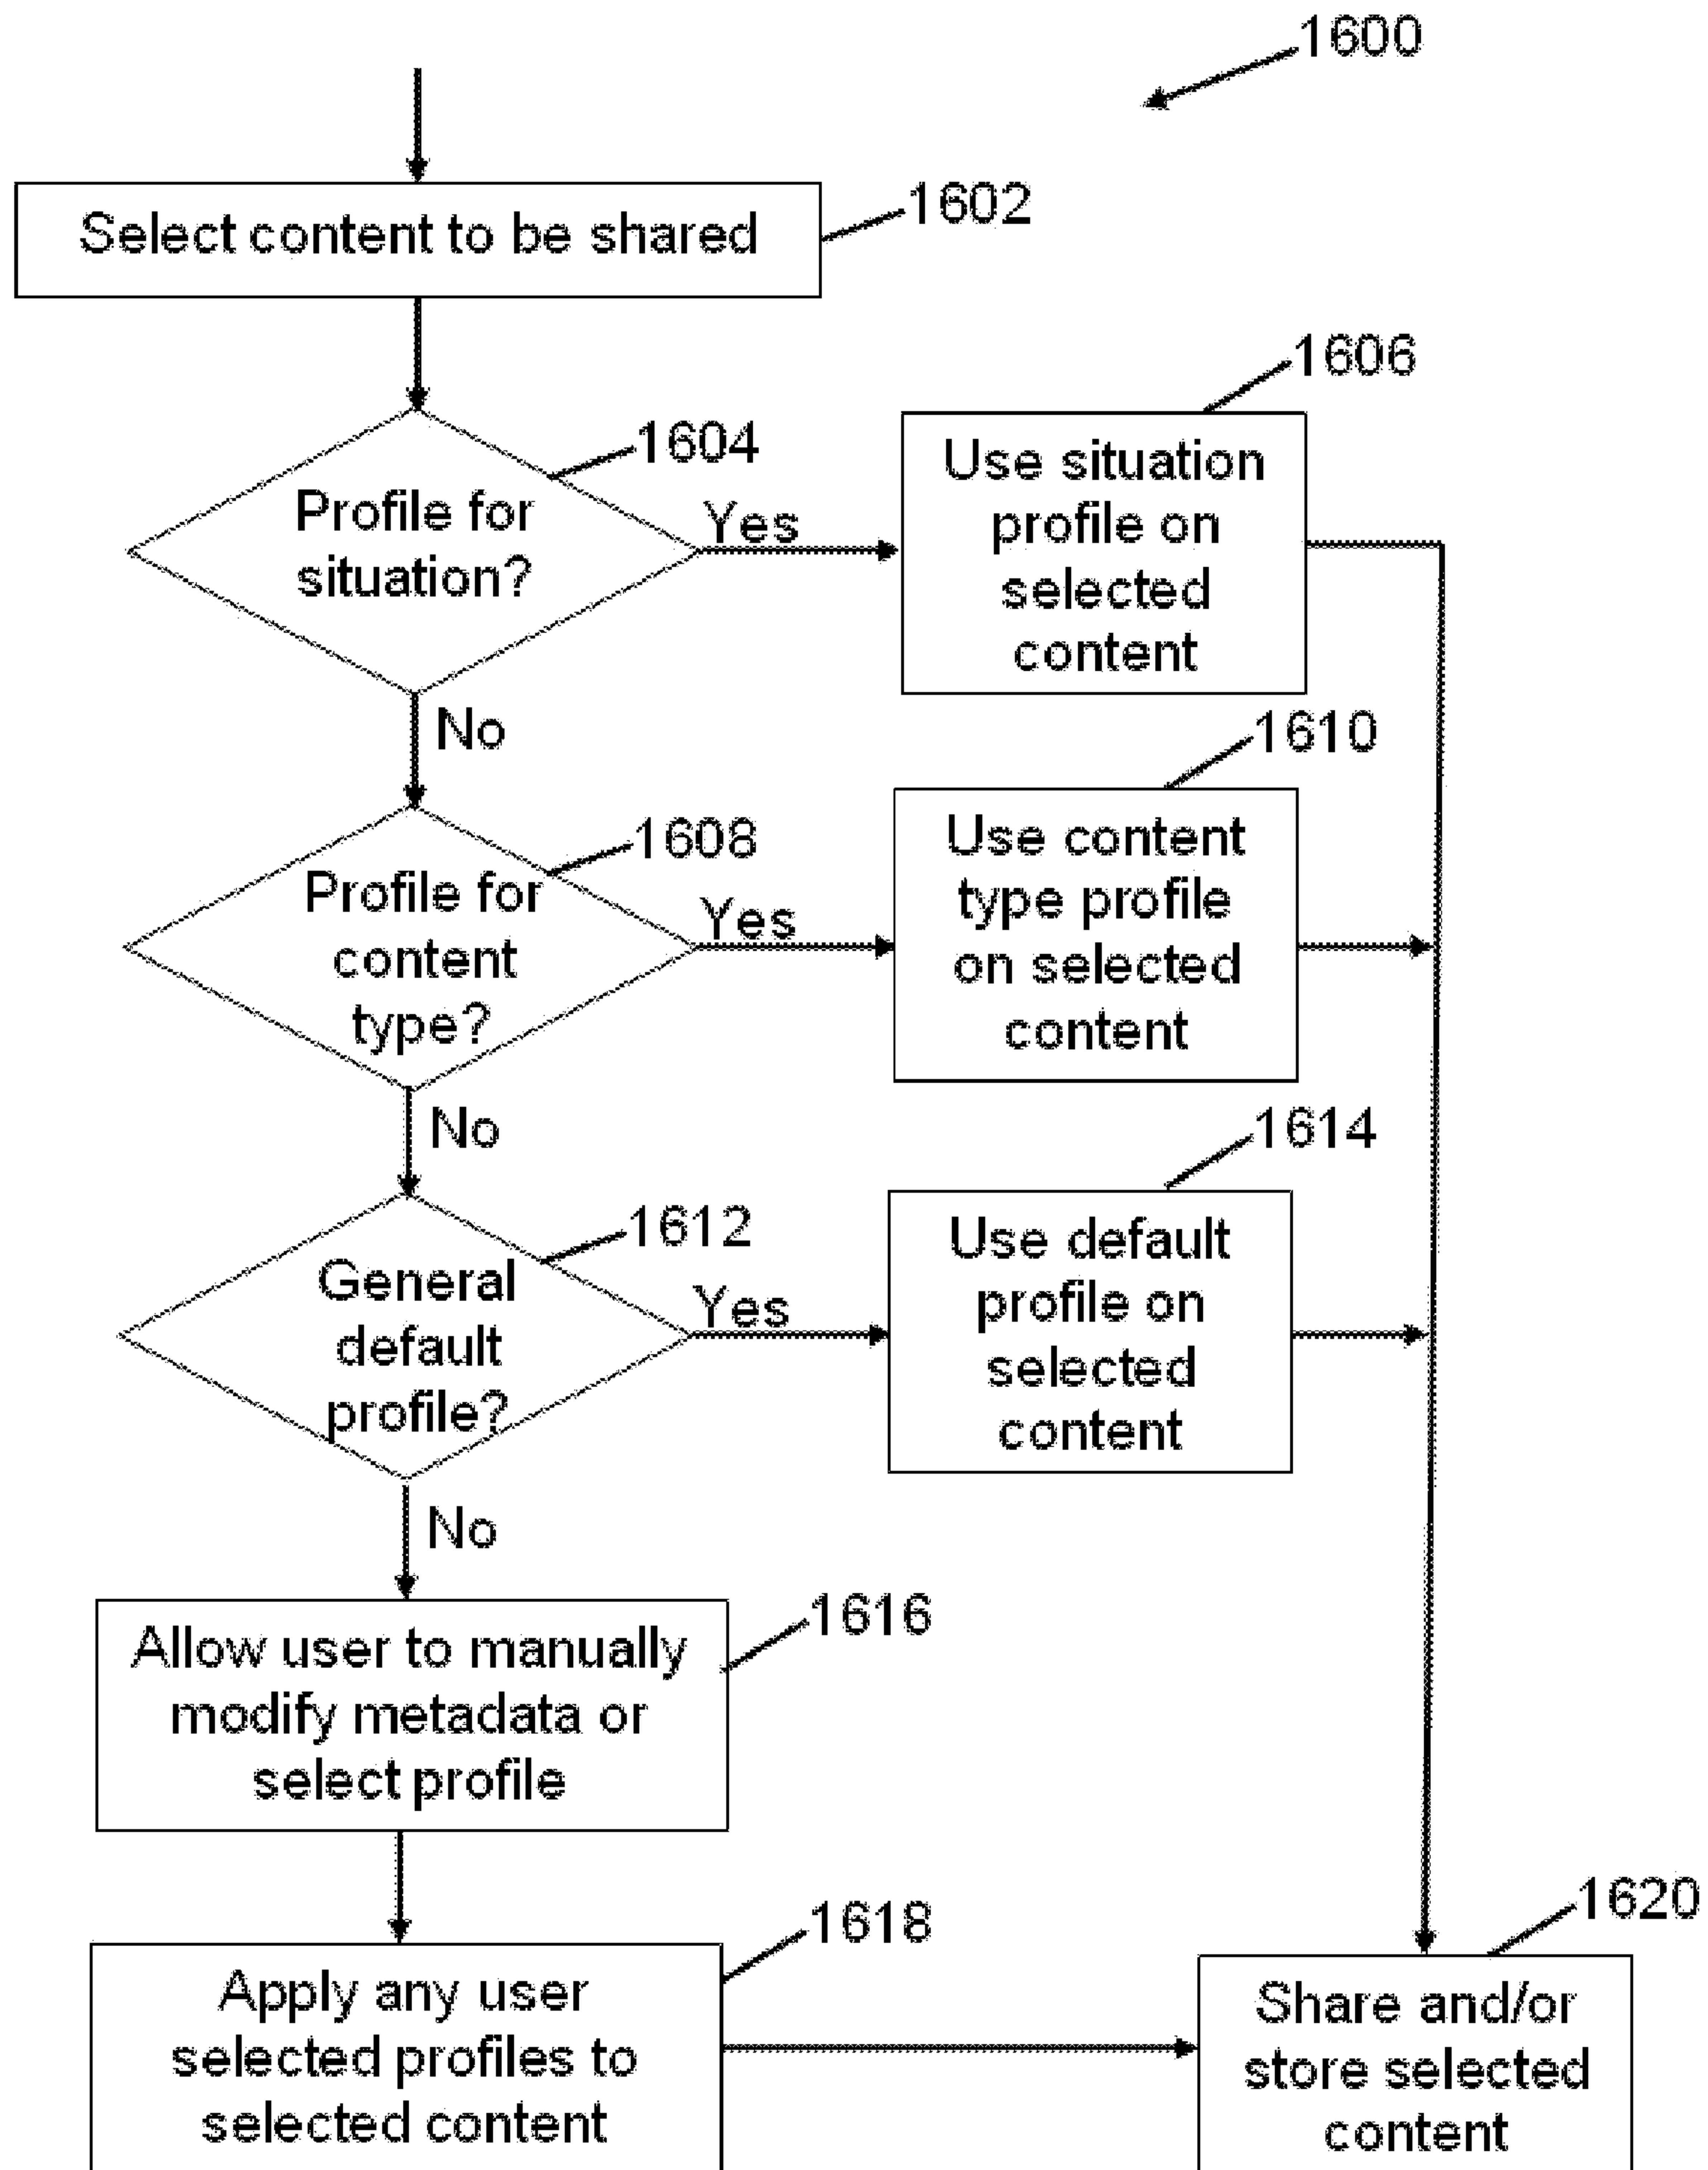 1600
Select content to be shared
1602
1604
Profile for
situation?
Yes
1606
Use situation
profile on
selected
content
No
1608
Profile for
content
type?
Yes
1610
Use content
type profile
on selected
content
No
1612
General
default
profile?
Yes
1614
Use default
profile on
selected
content
No
1616
Allow user to manually
modify metadata or
select profile
1618
Apply any user
selected profiles to
selected content
1620
Share and/or
store selected
content